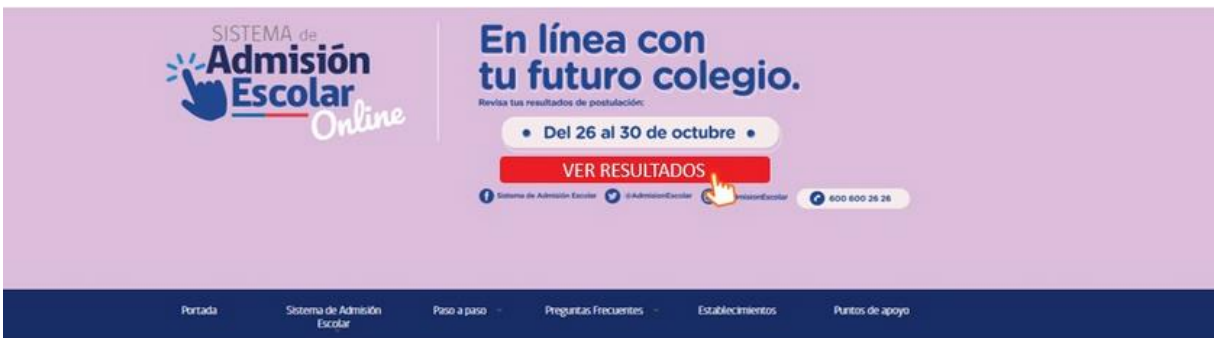 SISTEMA de
Admisión
Escolar
Online
En línea con
tu futuro colegio.
Revisa tus resultados de postulación:
• Del 26 al 30 de octubre •
VER RESULTADOS
Sistema de Admisión Escolar @AdmisionEscolar
600 600 26 26
Portada Sistema de Admisión Escolar Paso a paso Preguntas Frecuentes Establecimientos Puntos de apoyo